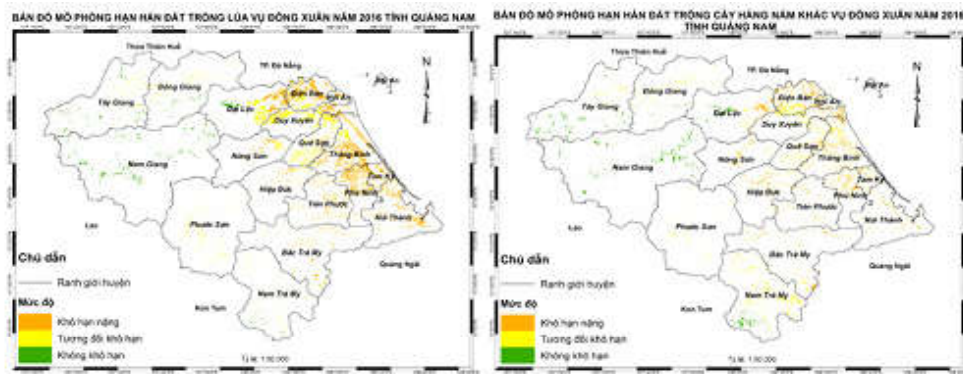 BẢN ĐỒ MÔ PHỎNG HẠN HÁN ĐẤT TRỒNG LÚA VỤ ĐÔNG XUÂN NĂM 2016 TỈNH QUẢNG NAM
Thừa Thiên Huế
TP. Đà Nẵng
N
Tây Giang
Đông Giang
Đại Lộc
Điện Bàn
Hội An
Duy Xuyên
Quế Sơn
Nông Sơn
Thăng Bình
Nam Giang
Tam Kỳ
Hiệp Đức
Phú Ninh
Tiên Phước
Núi Thành
Lào
Phước Sơn
Bắc Trà My
Quảng Ngãi
Nam Trà My
Kon Tum
Chú dẫn
Ranh giới huyện
Mức độ
Khô hạn nặng
Tương đối khô hạn
Không khô hạn
BẢN ĐỒ MÔ PHỎNG HẠN HÁN ĐẤT TRỒNG CÂY HÀNG NĂM KHÁC VỤ ĐÔNG XUÂN NĂM 2016
TỈNH QUẢNG NAM
Thừa Thiên Huế
TP. Đà Nẵng
N
Tây Giang
Đông Giang
Đại Lộc
Điện Bàn
Hội An
Duy Xuyên
Quế Sơn
Nông Sơn
Thăng Bình
Nam Giang
Tam Kỳ
Hiệp Đức
Phú Ninh
Tiên Phước
Núi Thành
Lào
Phước Sơn
Bắc Trà My
Quảng Ngãi
Nam Trà My
Kon Tum
Chú dẫn
Ranh giới huyện
Mức độ
Khô hạn nặng
Tương đối khô hạn
Không khô hạn